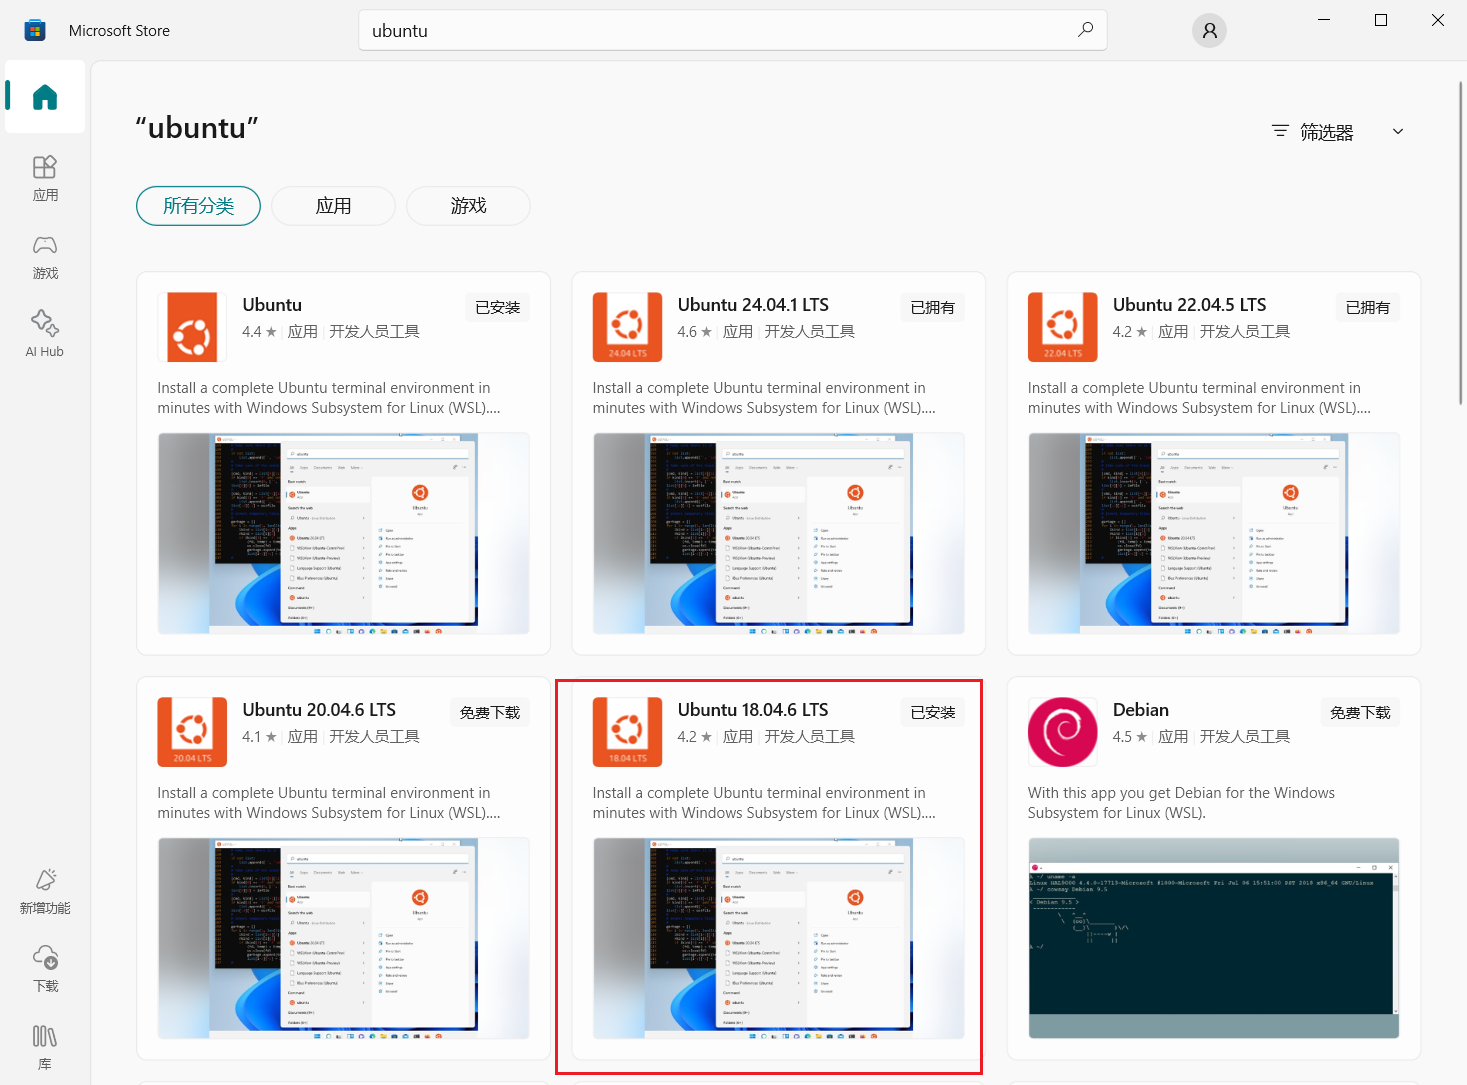 Microsoft Store
ubuntu
“ubuntu”
筛选器
所有分类
应用
游戏
应用
游戏
AI Hub
新增功能
下载
库
Ubuntu
已安装
4.4 ★ 应用 开发人员工具
Install a complete Ubuntu terminal environment in
minutes with Windows Subsystem for Linux (WSL)....
24.04 LTS
Ubuntu 24.04.1 LTS
已拥有
4.6 ★ 应用 开发人员工具
Install a complete Ubuntu terminal environment in
minutes with Windows Subsystem for Linux (WSL)....
22.04 LTS
Ubuntu 22.04.5 LTS
已拥有
4.2 ★ 应用 开发人员工具
Install a complete Ubuntu terminal environment in
minutes with Windows Subsystem for Linux (WSL)....
20.04 LTS
Ubuntu 20.04.6 LTS
免费下载
4.1 ★ 应用 开发人员工具
Install a complete Ubuntu terminal environment in
minutes with Windows Subsystem for Linux (WSL)....
18.04 LTS
Ubuntu 18.04.6 LTS
已安装
4.2 ★ 应用 开发人员工具
Install a complete Ubuntu terminal environment in
minutes with Windows Subsystem for Linux (WSL)....
Debian
免费下载
4.5 ★ 应用 开发人员工具
With this app you get Debian for the Windows
Subsystem for Linux (WSL).